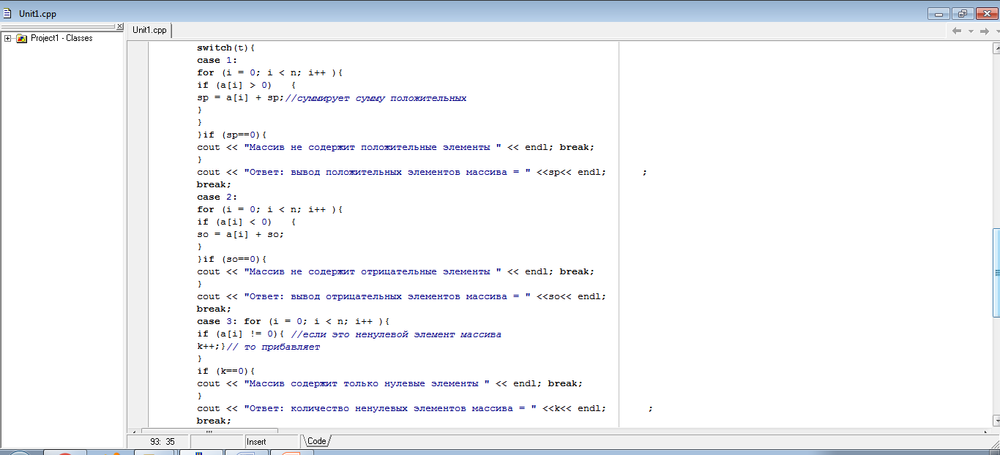 Unit1.cpp
Project1 - Classes
Unit1.cpp
switch(t){
case 1:
for (i = 0; i < n; i++ ){
if (a[i] > 0)   {
sp = a[i] + sp;//суммирует сумму положительных
}
}
}if (sp==0){
cout << "Массив не содержит положительные элементы " << endl; break;
}
cout << "Ответ: вывод положительных элементов массива = " <<sp<< endl;      ;
break;
case 2:
for (i = 0; i < n; i++ ){
if (a[i] < 0)   {
so = a[i] + so;
}
}if (so==0){
cout << "Массив не содержит отрицательные элементы " << endl; break;
}
cout << "Ответ: вывод отрицательных элементов массива = " <<so<< endl;
break;
case 3: for (i = 0; i < n; i++ ){
if (a[i] != 0){ //если это ненулевой элемент массива
k++;}// то прибавляет
}
if (k==0){
cout << "Массив содержит только нулевые элементы " << endl; break;
}
cout << "Ответ: количество ненулевых элементов массива = " <<k<< endl;       ;
break;
93: 35
Insert
Code